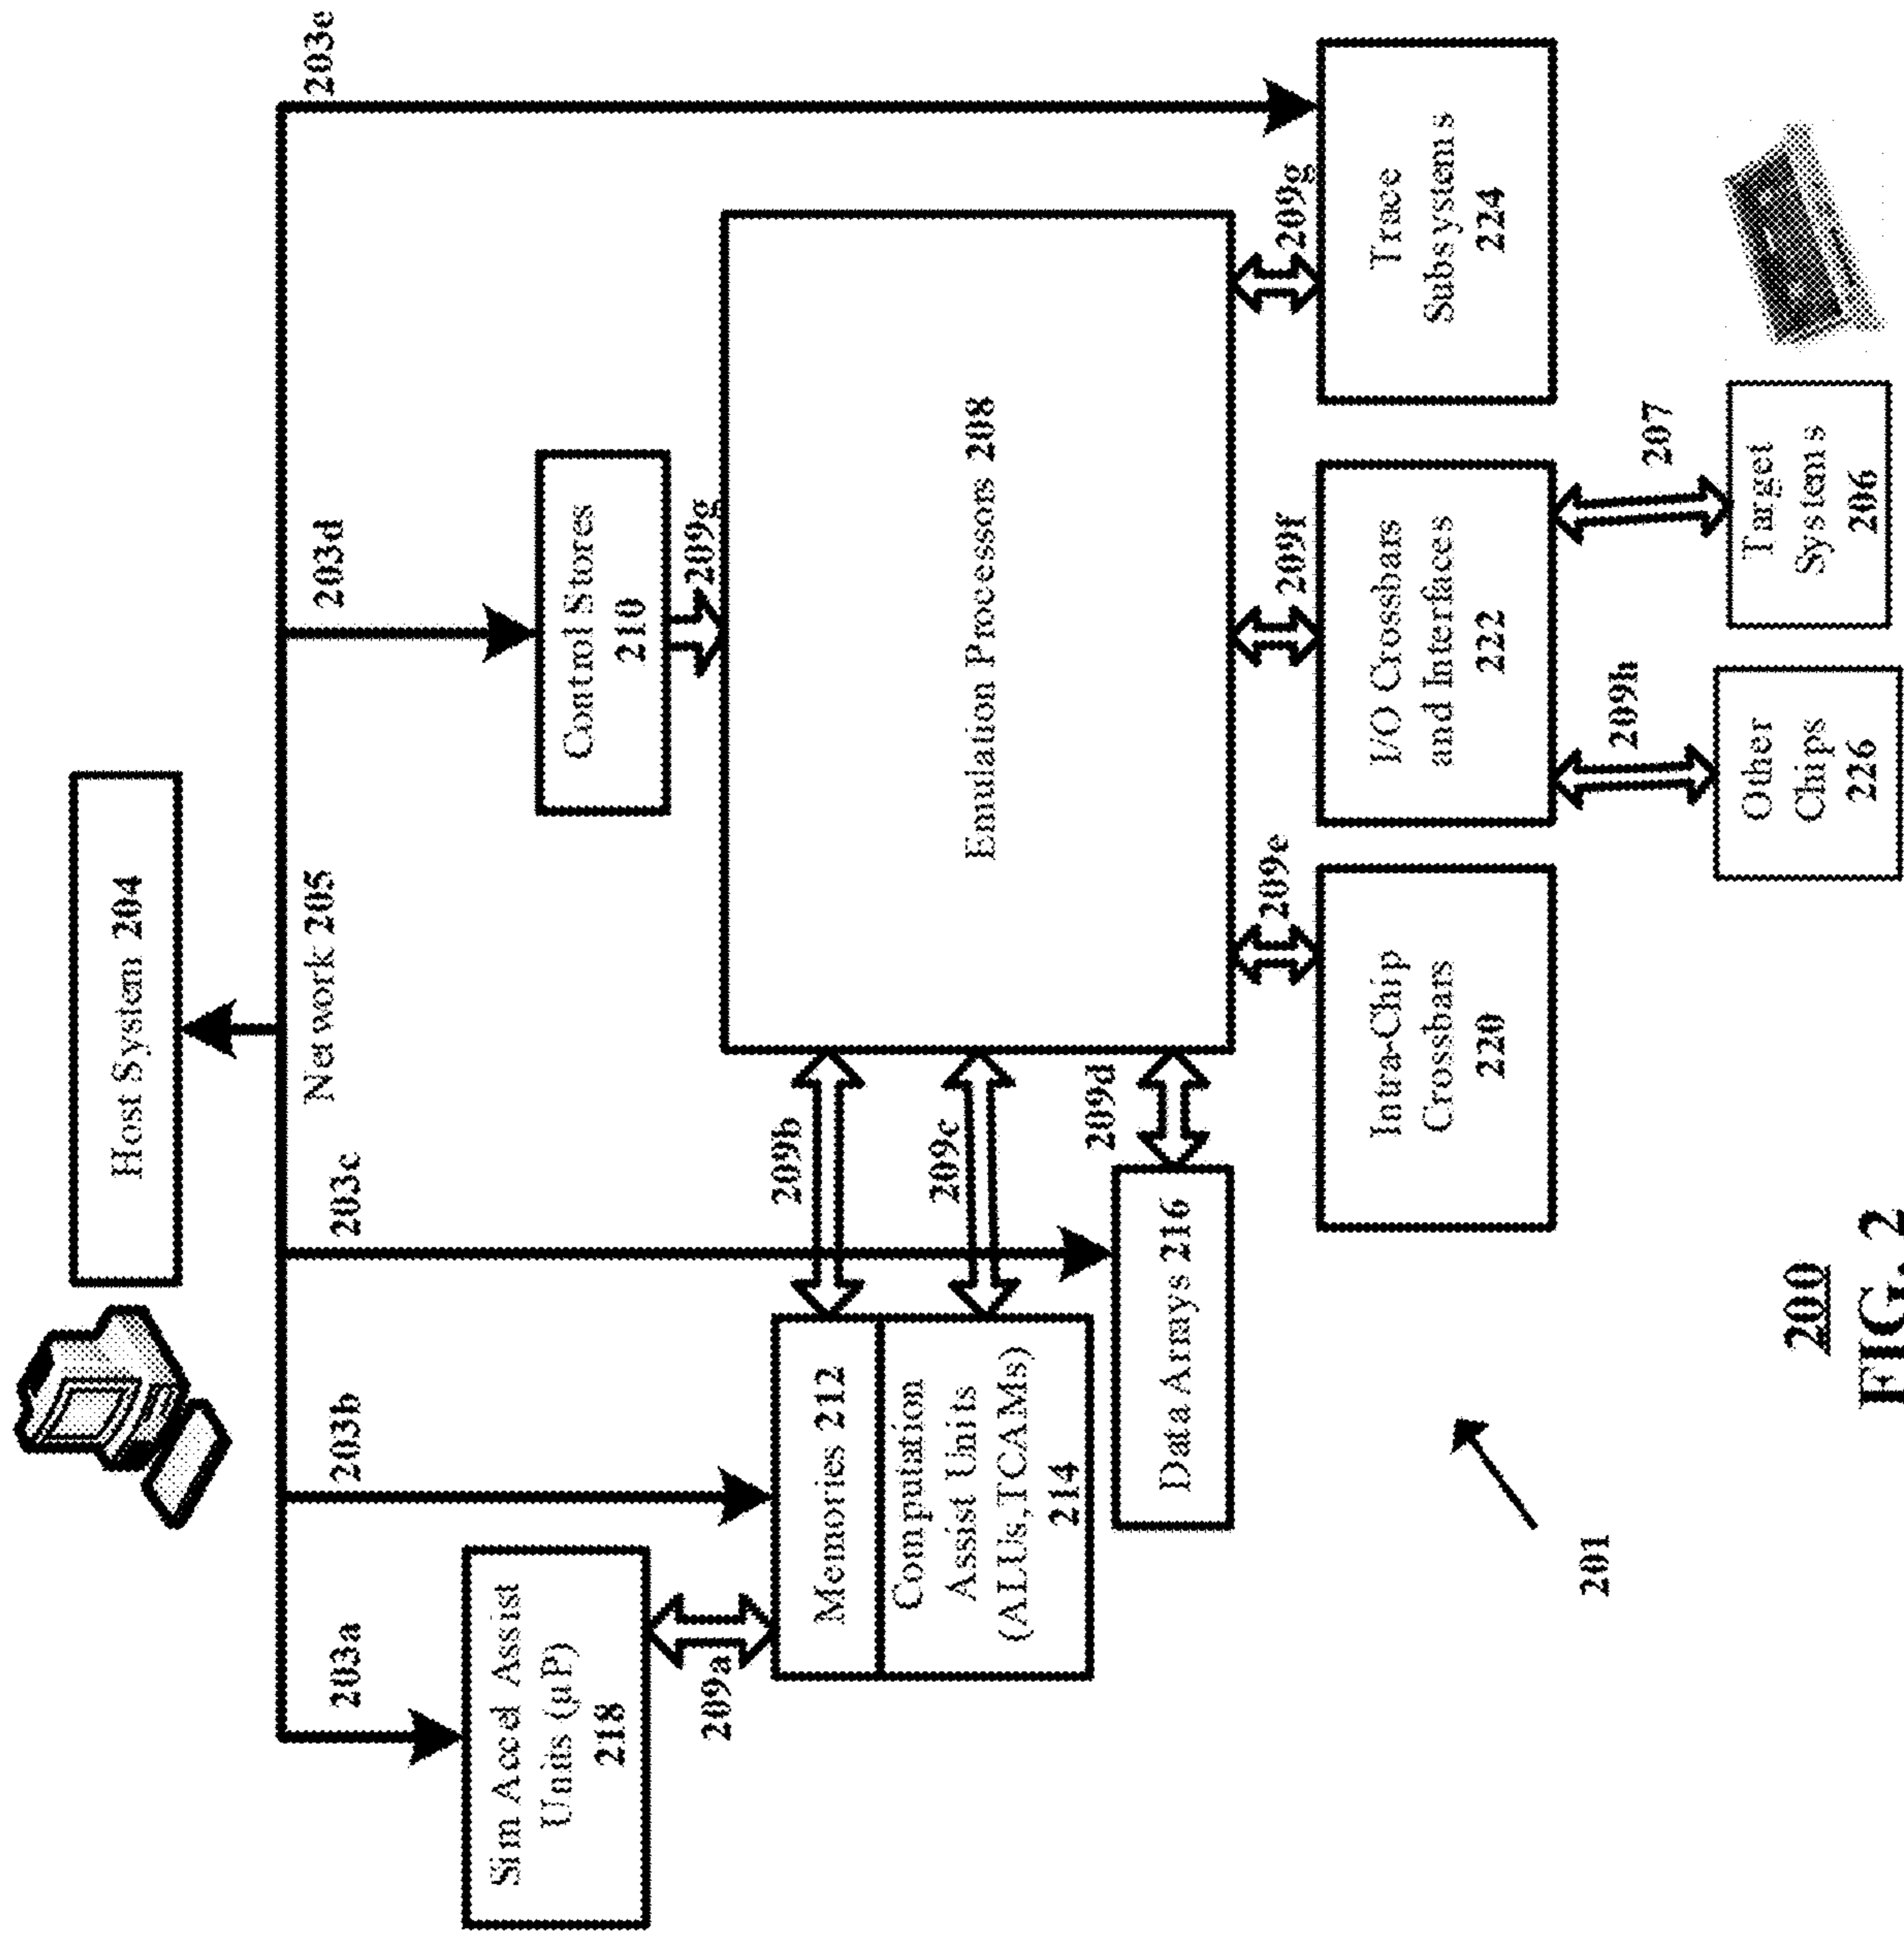 Host System 204
Network 205
203a
203b
203c
203d
203e
Sim Accel Assist
Units (µP)
218
Control Stores
210
209a
209b
209c
209d
209g
Memories 212
Computation
Assist Units
(ALUs,TCAMs)
214
Data Arrays 216
Emulation Processors 208
209e
209f
209g
Intra-Chip
Crossbars
220
I/O Crossbars
and Interfaces
222
Trace
Subsystems
224
209h
207
Other
Chips
226
Target
Systems
206
201
200
FIG. 2